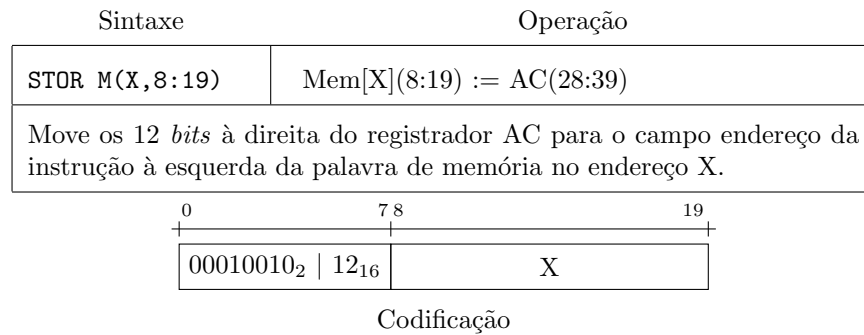 Sintaxe Operação
STOR M(X,8:19) Mem[X](8:19) := AC(28:39)
Move os 12 bits à direita do registrador AC para o campo endereço da
instrução à esquerda da palavra de memória no endereço X.
0 7 8 19
00010010₂ | 12₁₆ X
Codificação